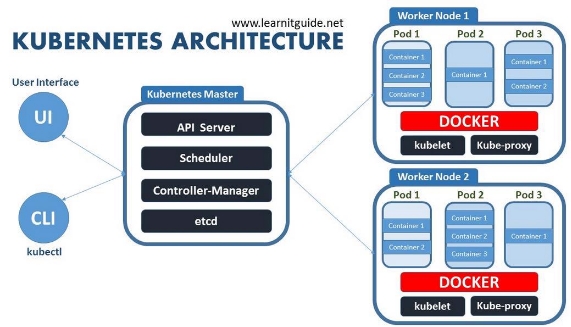 www.learnitguide.net
KUBERNETES ARCHITECTURE
User Interface
UI
CLI
kubectl
Kubernetes Master
API Server
Scheduler
Controller-Manager
etcd
Worker Node 1
Pod 1 Pod 2 Pod 3
Container 1
Container 2
Container 3
Container 1
Container 1
Container 2
DOCKER
kubelet Kube-proxy
Worker Node 2
Pod 1 Pod 2 Pod 3
Container 1
Container 2
Container 1
Container 2
Container 3
Container 1
DOCKER
kubelet Kube-proxy